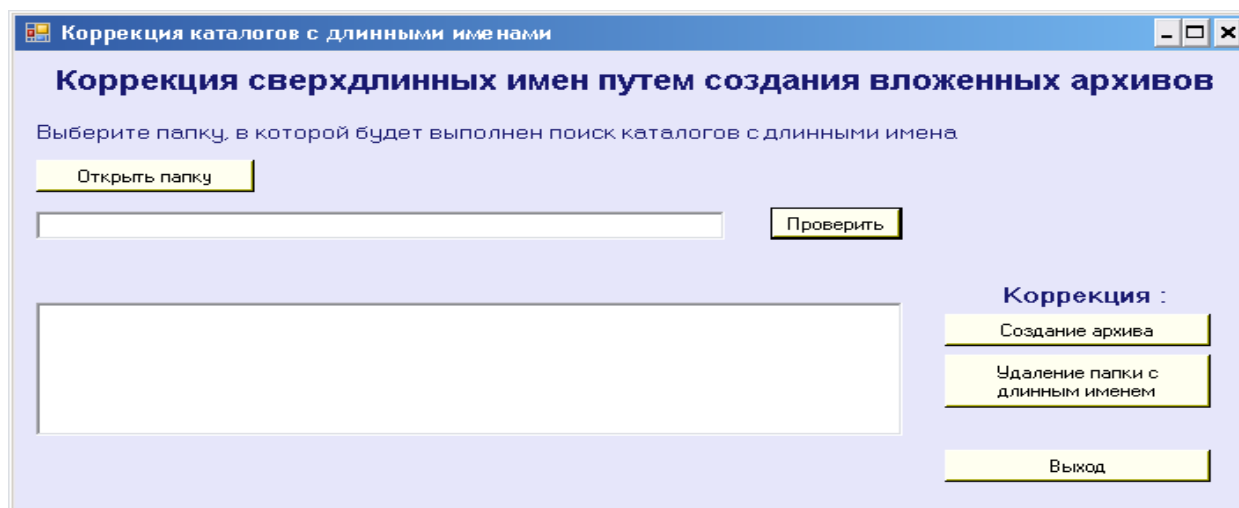 Коррекция каталогов с длинными именами
Коррекция сверхдлинных имен путем создания вложенных архивов
Выберите папку, в которой будет выполнен поиск каталогов с длинными имена
Открыть папку
Проверить
Коррекция :
Создание архива
Удаление папки с
длинным именем
Выход